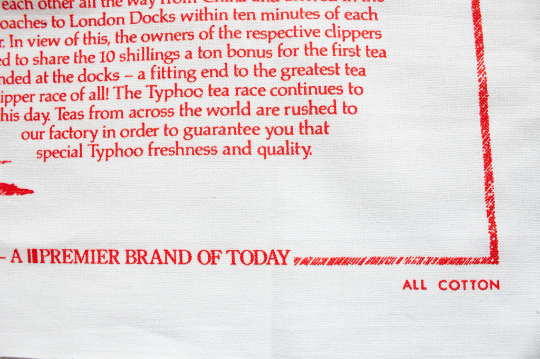 each other all the way from China and arrived in the
oaches to London Docks within ten minutes of each
r. In view of this, the owners of the respective clippers
ed to share the 10 shillings a ton bonus for the first tea
nded at the docks – a fitting end to the greatest tea
ipper race of all! The Typhoo tea race continues to
his day. Teas from across the world are rushed to
our factory in order to guarantee you that
special Typhoo freshness and quality.
– A PREMIER BRAND OF TODAY
ALL COTTON